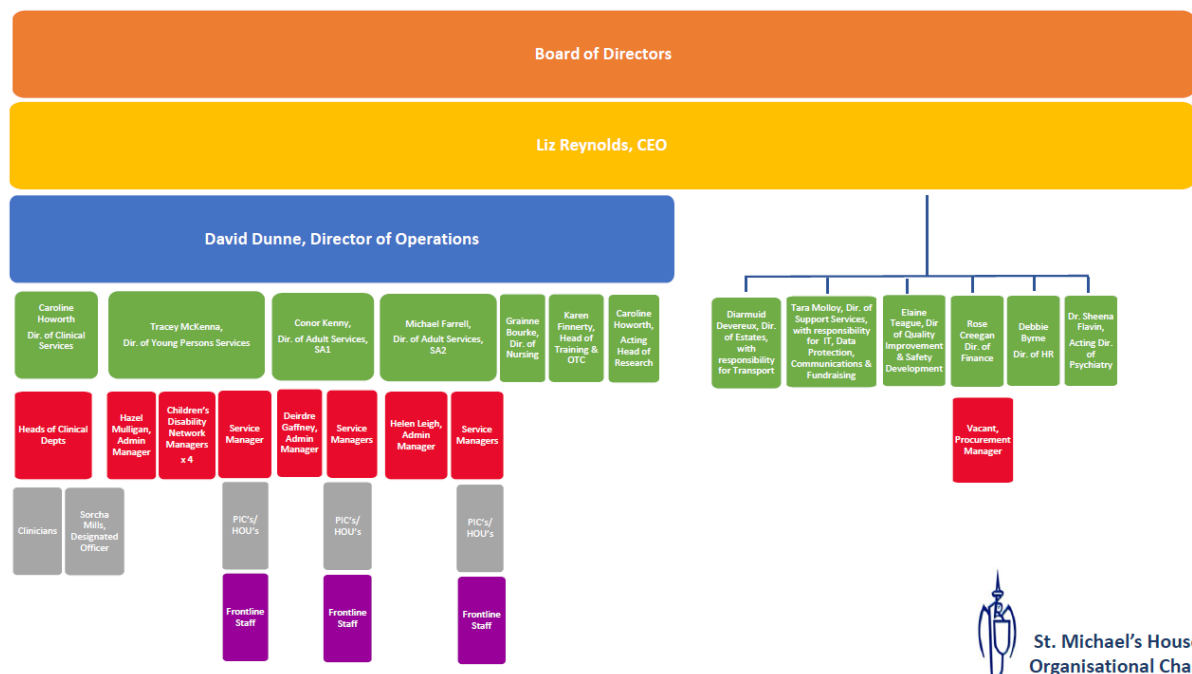 Board of Directors
Liz Reynolds, CEO
David Dunne, Director of Operations
Caroline
Howorth
Dir. of Clinical
Services
Tracey McKenna,
Dir. of Young Persons Services
Conor Kenny,
Dir. of Adult Services,
SA1
Michael Farrell,
Dir. of Adult Services,
SA2
Grainne
Bourke,
Dir. of
Nursing
Karen
Finnerty,
Head of
Training &
OTC
Caroline
Howorth,
Acting
Head of
Research
Diarmuid
Devereux, Dir.
of Estates,
with
responsibility
for Transport
Tara Molloy, Dir. of
Support Services,
with responsibility
for IT, Data
Protection,
Communications &
Fundraising
Elaine
Teague, Dir
of Quality
Improvement
& Safety
Development
Rose
Creegan
Dir. of
Finance
Debbie
Byrne
Dir. of HR
Dr. Sheena
Flavin,
Acting Dir.
of
Psychiatry
Heads of Clinical
Depts
Hazel
Mulligan,
Admin
Manager
Children's
Disability
Network
Managers
x 4
Service
Manager
Deirdre
Gaffney,
Admin
Manager
Service
Managers
Helen Leigh,
Admin
Manager
Service
Managers
Vacant,
Procurement
Manager
Clinicians
Sorcha
Mills,
Designated
Officer
PIC's/
HOU's
PIC's/
HOU's
PIC's/
HOU's
Frontline
Staff
Frontline
Staff
Frontline
Staff
St. Michael's Hous
Organisational Cha